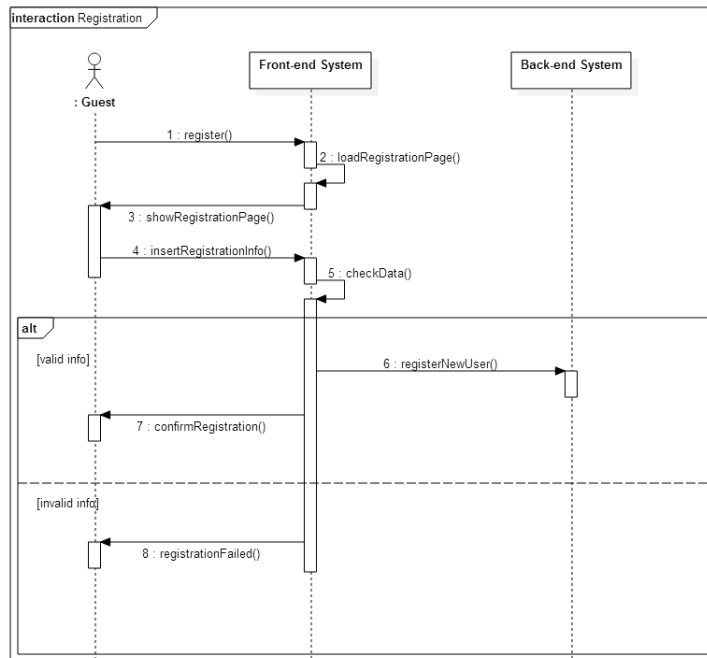 interaction Registration
Front-end System
Back-end System
: Guest
1 : register()
2 : loadRegistrationPage()
3 : showRegistrationPage()
4 : insertRegistrationInfo()
5 : checkData()
alt
[valid info]
6 : registerNewUser()
7 : confirmRegistration()
[invalid info]
8 : registrationFailed()